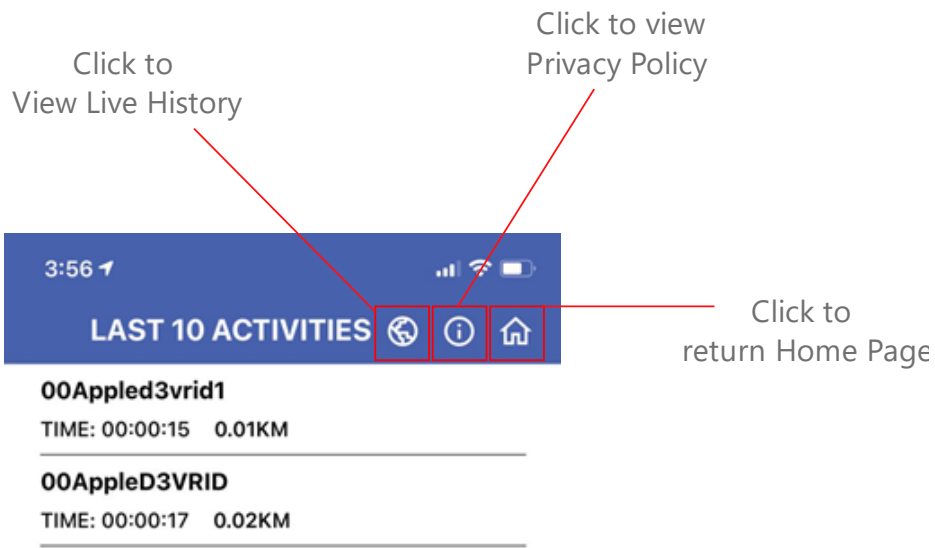 Click to view
Privacy Policy
Click to
View Live History
3:56
LAST 10 ACTIVITIES
Click to
return Home Page
00Appled3vrid1
TIME: 00:00:15 0.01KM
00AppleD3VRID
TIME: 00:00:17 0.02KM